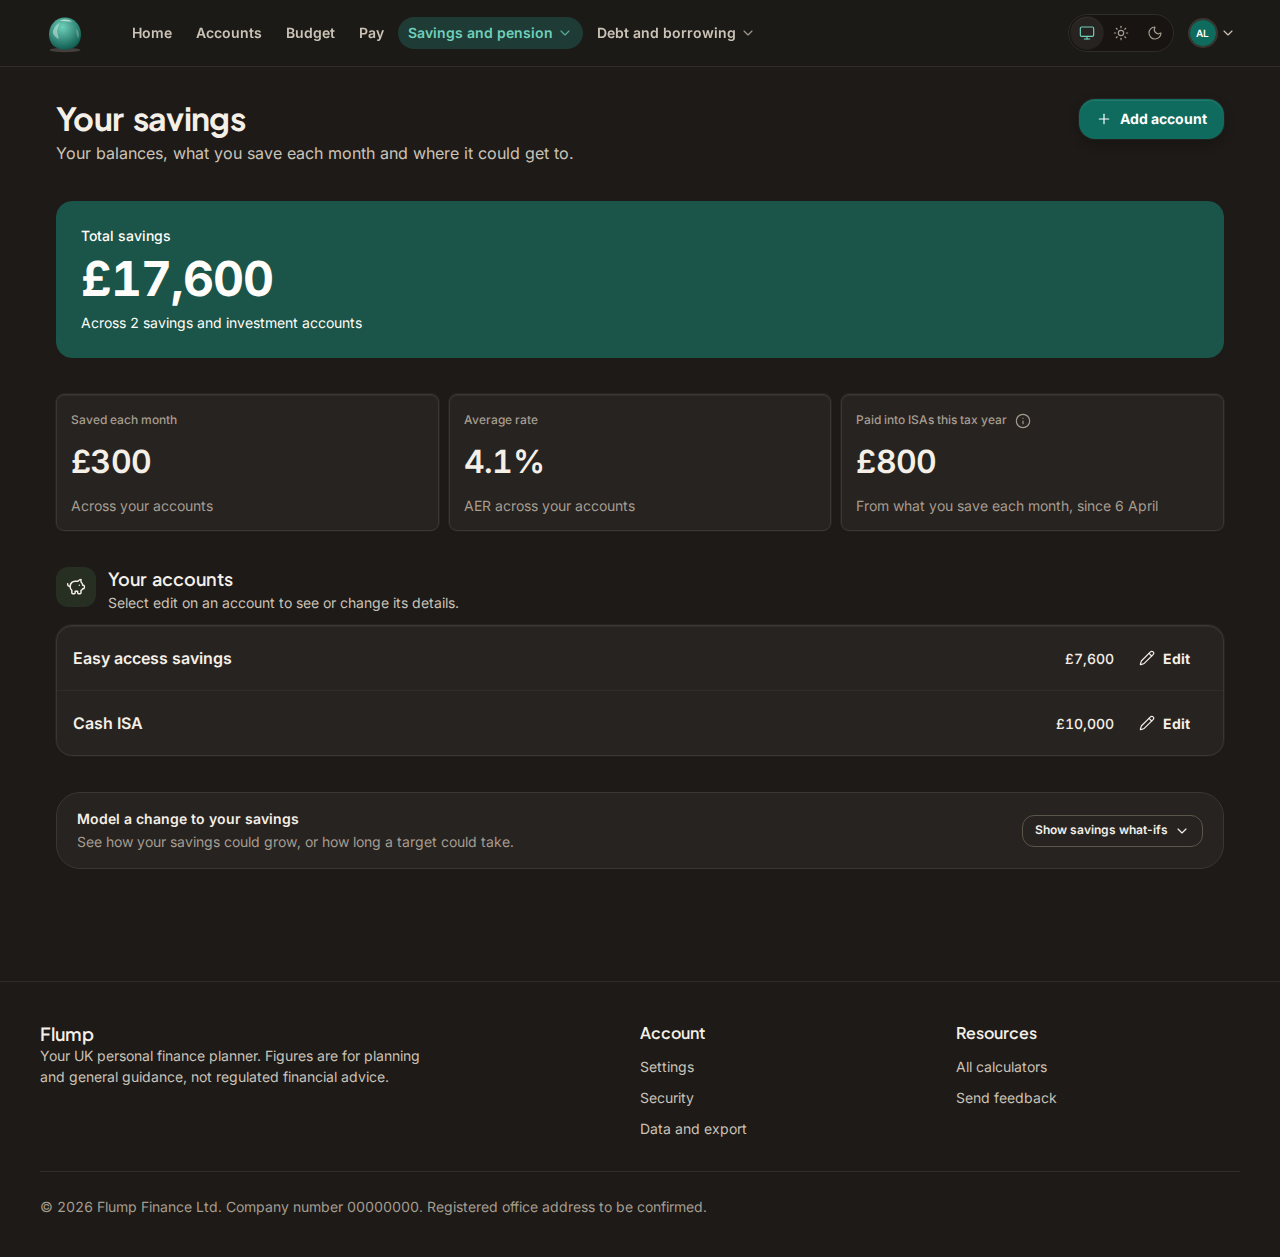 Home
Accounts
Budget
Pay
Savings and pension
Debt and borrowing
AL
Your savings
Your balances, what you save each month and where it could get to.
Add account
Total savings
£17,600
Across 2 savings and investment accounts
Saved each month
£300
Across your accounts
Average rate
4.1%
AER across your accounts
Paid into ISAs this tax year
£800
From what you save each month, since 6 April
Your accounts
Select edit on an account to see or change its details.
Easy access savings
£7,600
Edit
Cash ISA
£10,000
Edit
Model a change to your savings
See how your savings could grow, or how long a target could take.
Show savings what-ifs
Flump
Your UK personal finance planner. Figures are for planning
and general guidance, not regulated financial advice.
Account
Settings
Security
Data and export
Resources
All calculators
Send feedback
© 2026 Flump Finance Ltd. Company number 00000000. Registered office address to be confirmed.